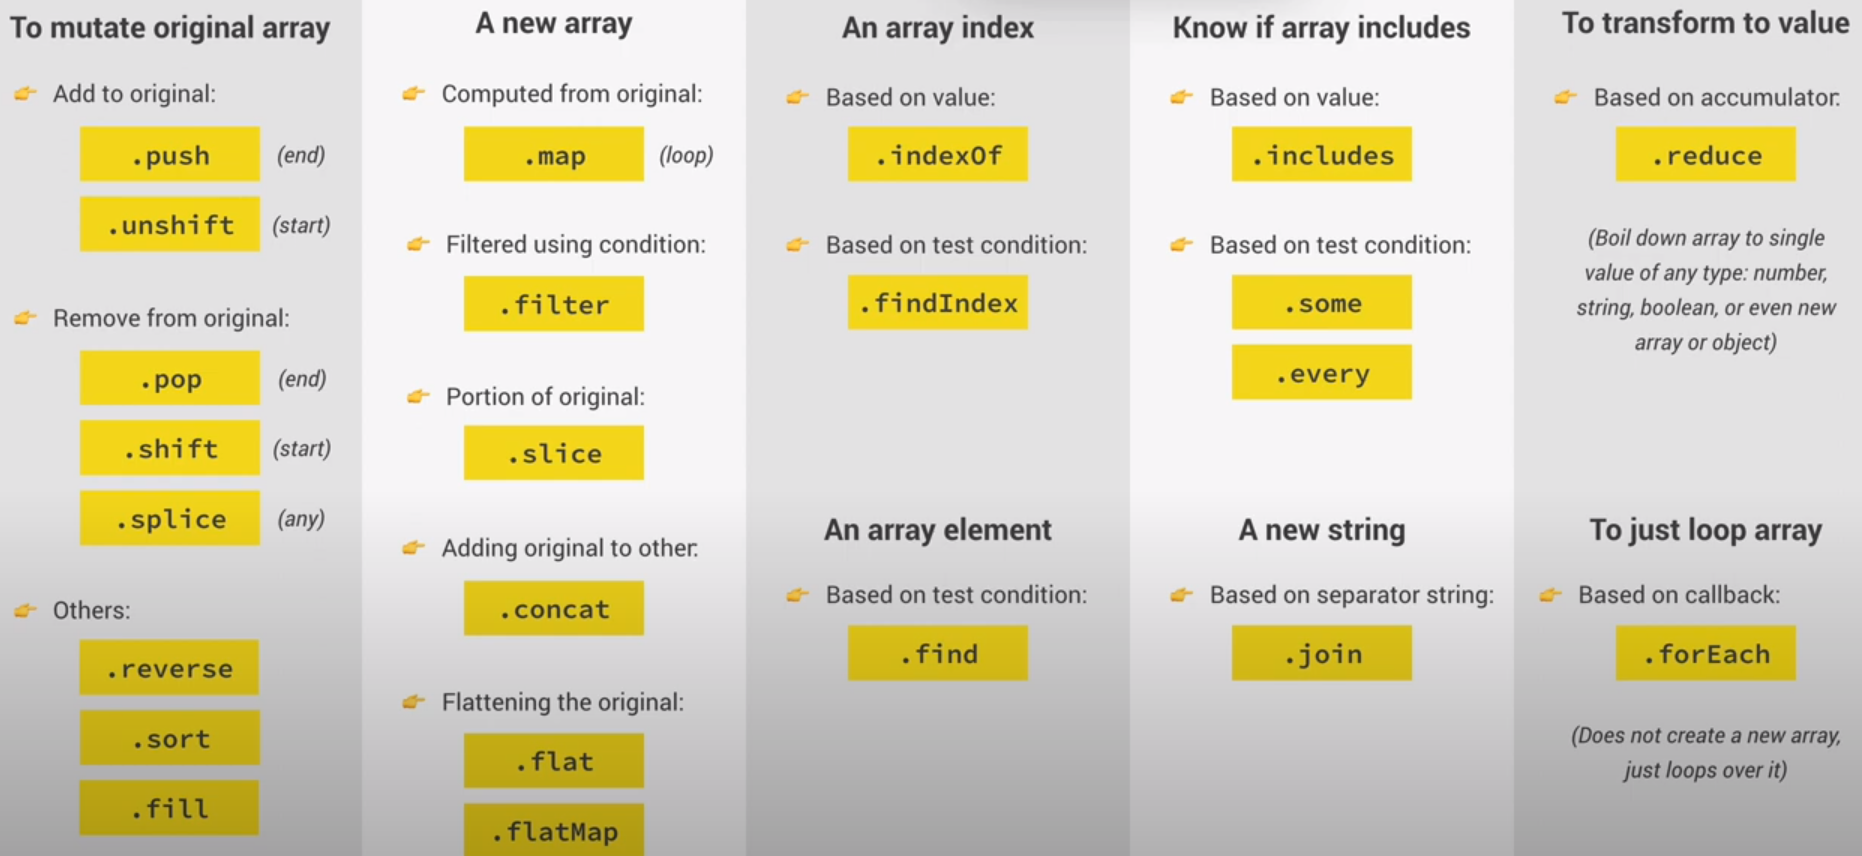 To mutate original array
Add to original:
.push (end)
.unshift (start)
Remove from original:
.pop (end)
.shift (start)
.splice (any)
Others:
.reverse
.sort
.fill
A new array
Computed from original:
.map (loop)
Filtered using condition:
.filter
Portion of original:
.slice
Adding original to other:
.concat
Flattening the original:
.flat
.flatMap
An array index
Based on value:
.indexOf
Based on test condition:
.findIndex
An array element
Based on test condition:
.find
Know if array includes
Based on value:
.includes
Based on test condition:
.some
.every
A new string
Based on separator string:
.join
To transform to value
Based on accumulator:
.reduce
(Boil down array to single
value of any type: number,
string, boolean, or even new
array or object)
To just loop array
Based on callback:
.forEach
(Does not create a new array,
just loops over it)